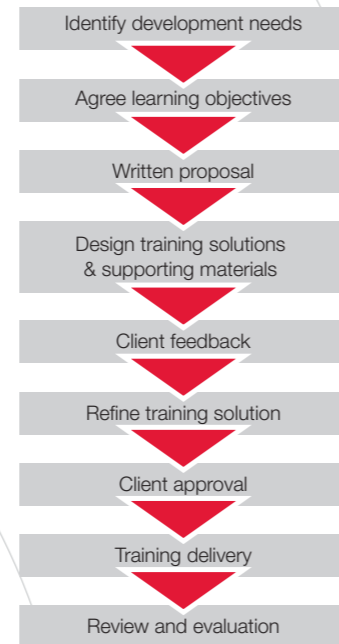 Identify development needs
Agree learning objectives
Written proposal
Design training solutions
& supporting materials
Client feedback
Refine training solution
Client approval
Training delivery
Review and evaluation